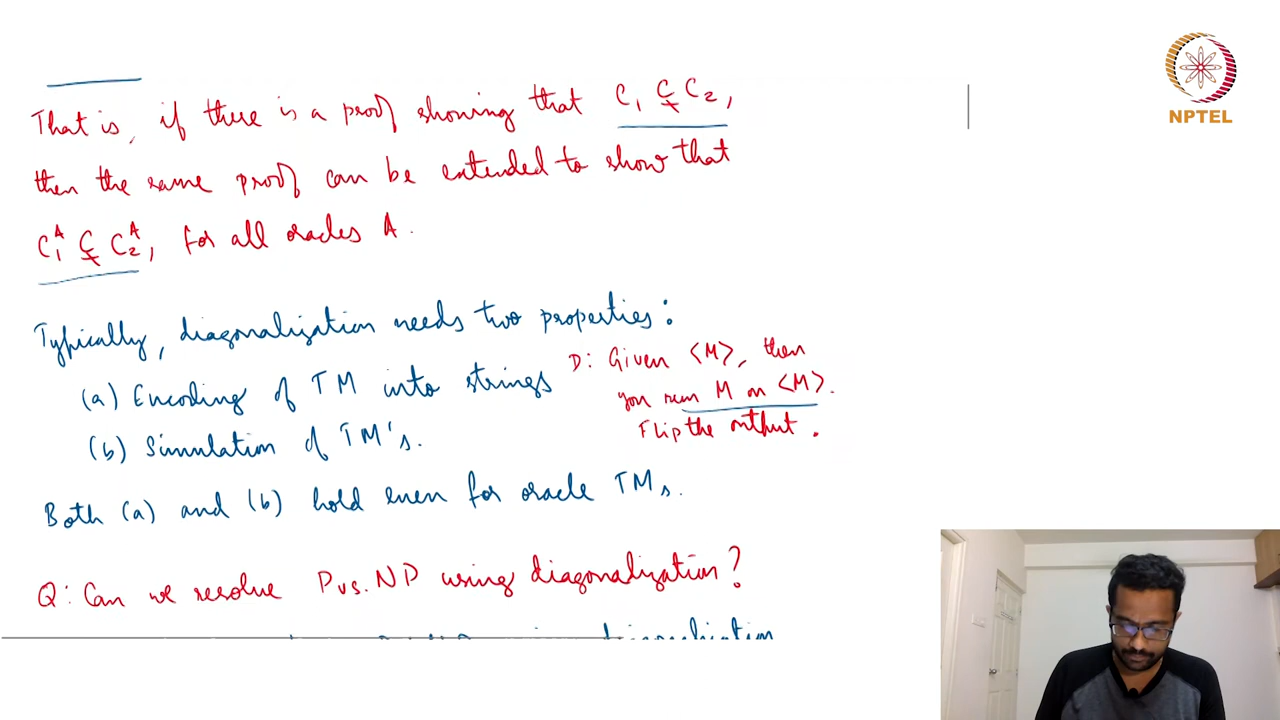 NPTEL
That is, if there is a proof showing that C₁ ⊊ C₂,
then the same proof can be extended to show that
C₁ᴬ ⊊ C₂ᴬ, for all oracles A.
Typically, diagonalization needs two properties:
(a) Encoding of TM into strings
(b) Simulation of TM's.
D: Given <M>, then
you run M on <M>.
Flip the output.
Both (a) and (b) hold even for oracle TMs.
Q: Can we resolve P vs. NP using diagonalization?
diagonalization